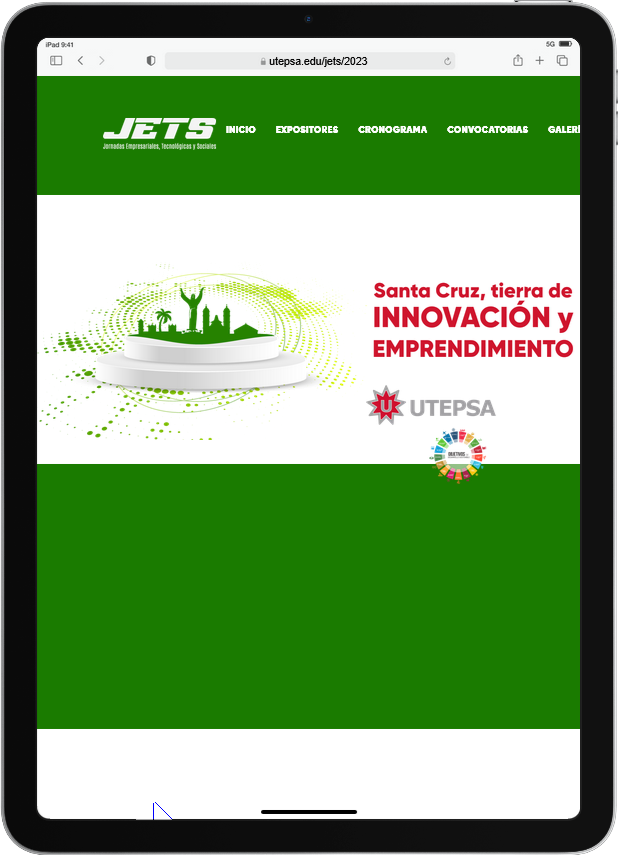 iPad 9:41
5G
utepsa.edu/jets/2023
JETS
Jornadas Empresariales, Tecnológicas y Sociales
INICIO EXPOSITORES CRONOGRAMA CONVOCATORIAS GALERÍ
Santa Cruz, tierra de
INNOVACIÓN y
EMPRENDIMIENTO
U UTEPSA
OBJETIVOS